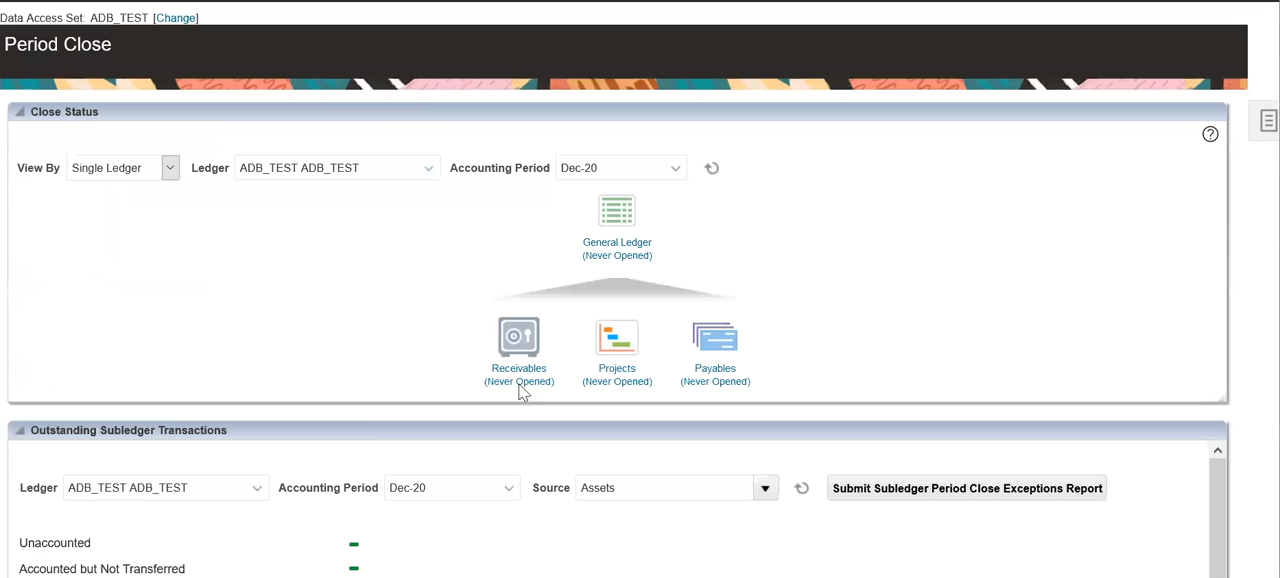 Data Access Set: ADB_TEST [Change]
Period Close
Close Status
View By Single Ledger Ledger ADB_TEST ADB_TEST Accounting Period Dec-20
General Ledger
(Never Opened)
Receivables Projects Payables
(Never Opened) (Never Opened) (Never Opened)
Outstanding Subledger Transactions
Ledger ADB_TEST ADB_TEST Accounting Period Dec-20 Source Assets Submit Subledger Period Close Exceptions Report
Unaccounted
Accounted but Not Transferred